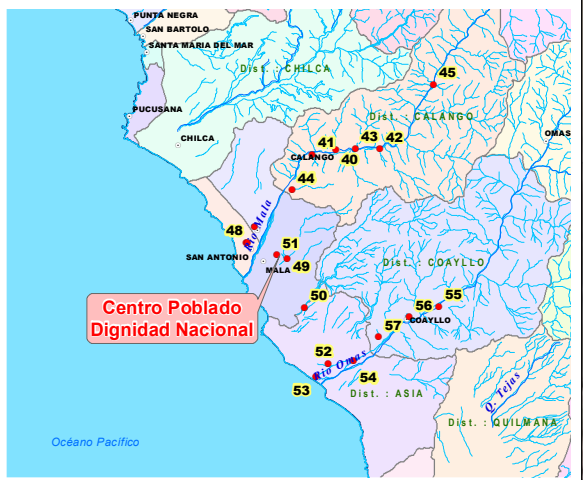 PUNTA NEGRA
SAN BARTOLO
SANTA MARIA DEL MAR
Dist. : CHILCA
45
PUCUSANA
Dist. : CALANGO
OMAS
CHILCA
41
43
42
CALANGO
40
44
Rio Mala
48
51
SAN ANTONIO
49
MALA
Dist. : COAYLLO
Centro Poblado
Dignidad Nacional
50
56
55
COAYLLO
57
52
Rio Omas
54
53
Dist. : ASIA
Q. Tejas
Dist. : QUILMANA
Océano Pacífico